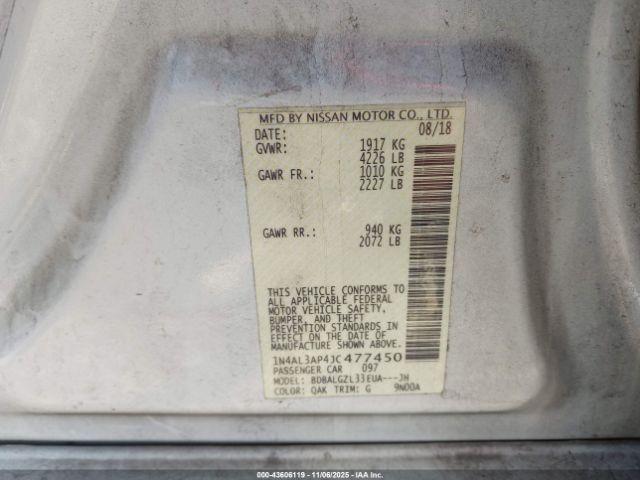 MFD BY NISSAN MOTOR CO., LTD.
DATE: 08/18
GVWR: 1917 KG
4226 LB
GAWR FR.: 1010 KG
2227 LB
GAWR RR.: 940 KG
2072 LB
THIS VEHICLE CONFORMS TO
ALL APPLICABLE FEDERAL
MOTOR VEHICLE SAFETY,
BUMPER, AND THEFT
PREVENTION STANDARDS IN
EFFECT ON THE DATE OF
MANUFACTURE SHOWN ABOVE.
1N4AL3AP4JC477450
PASSENGER CAR 097
MODEL: BDBALGZL33EUA---JH
COLOR: QAK TRIM: G 9N00A
000-43606119 | 11/06/2025 - IAAI.COM